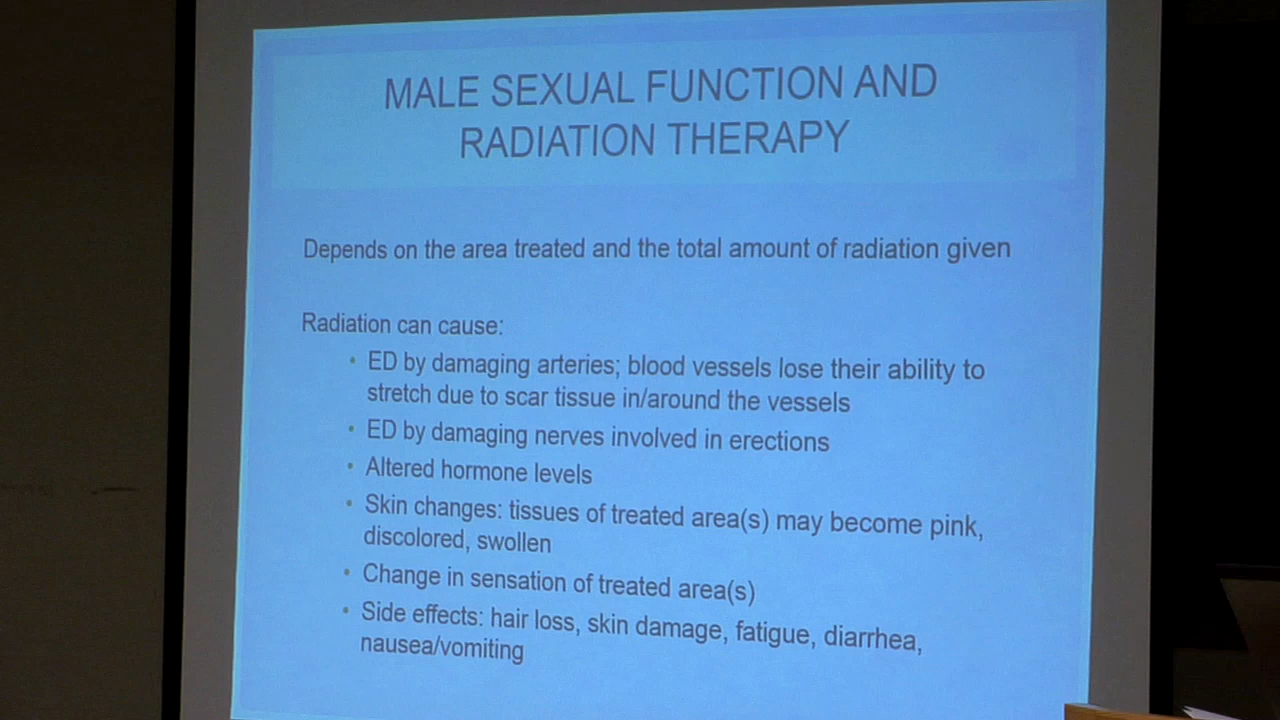 MALE SEXUAL FUNCTION AND
RADIATION THERAPY
Depends on the area treated and the total amount of radiation given
Radiation can cause:
• ED by damaging arteries; blood vessels lose their ability to
stretch due to scar tissue in/around the vessels
• ED by damaging nerves involved in erections
• Altered hormone levels
• Skin changes: tissues of treated area(s) may become pink,
discolored, swollen
• Change in sensation of treated area(s)
• Side effects: hair loss, skin damage, fatigue, diarrhea,
nausea/vomiting